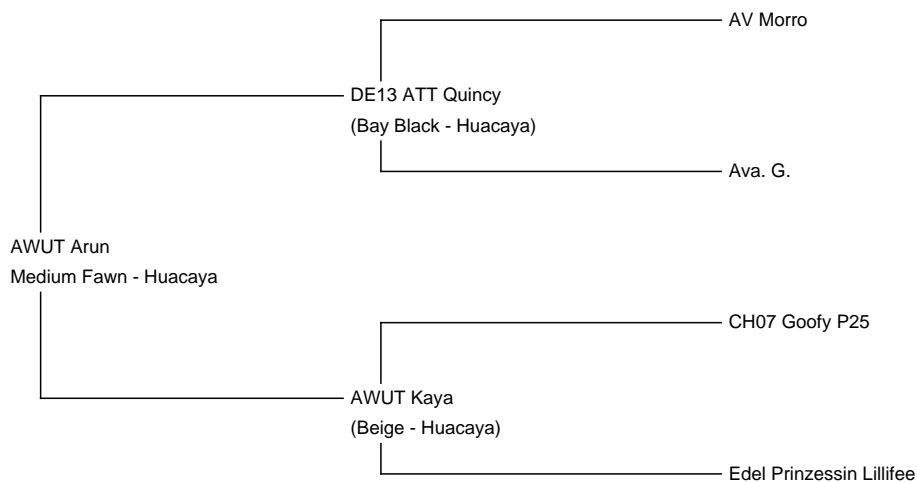 AV Morro
DE13 ATT Quincy
(Bay Black - Huacaya)
Ava. G.
AWUT Arun
Medium Fawn - Huacaya
CH07 Goofy P25
AWUT Kaya
(Beige - Huacaya)
Edel Prinzessin Lillifee